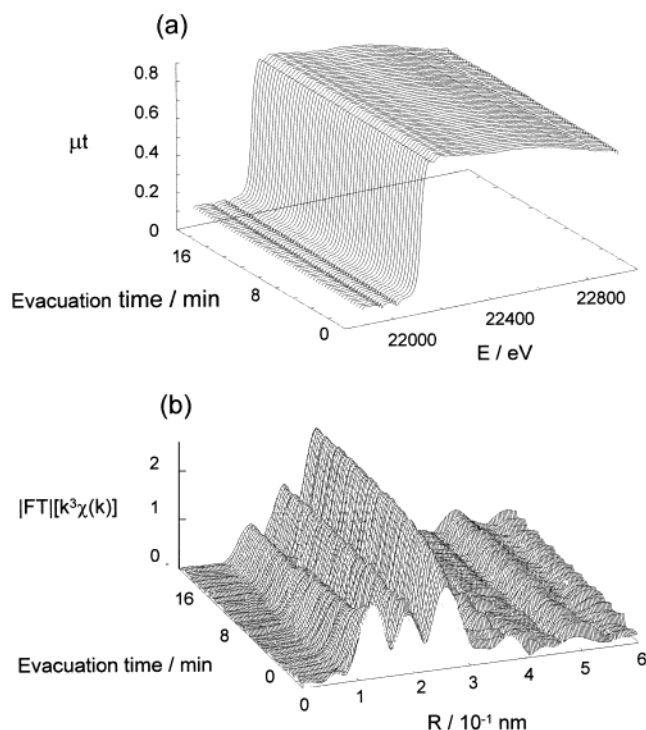 (a)
0.8
0.6
μt
0.4
0.2
0
16
8
0
Evacuation time / min
22000
22400
22800
E / eV
(b)
2
|FT|[k³χ(k)]
1
0
16
8
0
Evacuation time / min
0 1 2 3 4 5 6
R / 10⁻¹ nm